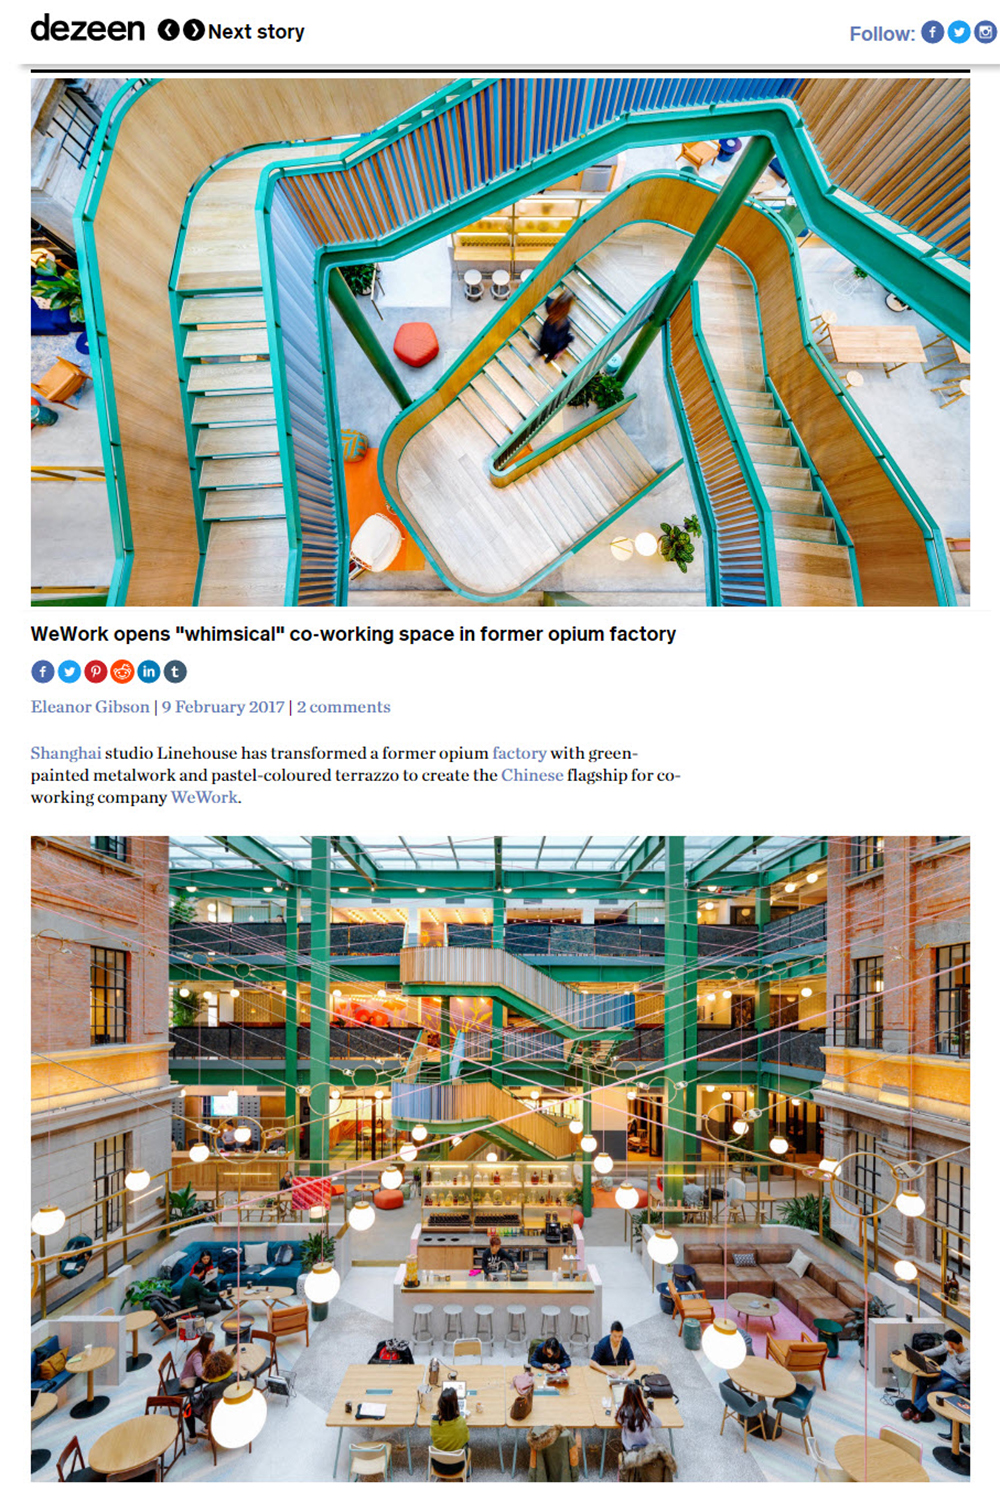 dezeen Next story Follow:
WeWork opens "whimsical" co-working space in former opium factory
Eleanor Gibson | 9 February 2017 | 2 comments
Shanghai studio Linehouse has transformed a former opium factory with green-
painted metalwork and pastel-coloured terrazzo to create the Chinese flagship for co-
working company WeWork.